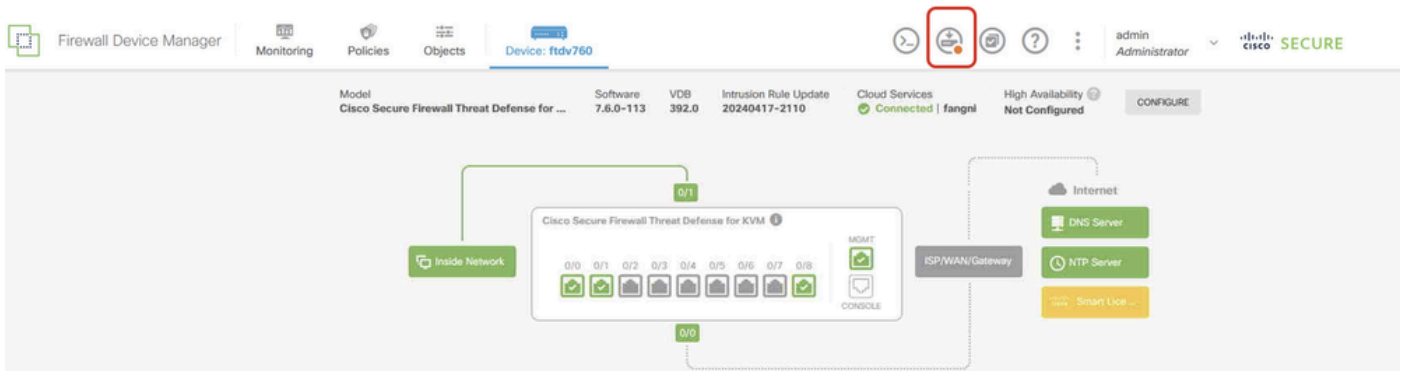 Firewall Device Manager
Monitoring
Policies
Objects
Device: ftdv760
admin
Administrator
cisco SECURE
Model
Cisco Secure Firewall Threat Defense for ...
Software
7.6.0-113
VDB
392.0
Intrusion Rule Update
20240417-2110
Cloud Services
Connected | fangni
High Availability
Not Configured
CONFIGURE
0/1
Internet
Cisco Secure Firewall Threat Defense for KVM
DNS Server
MGMT
Inside Network
0/0 0/1 0/2 0/3 0/4 0/5 0/6 0/7 0/8
ISP/WAN/Gateway
NTP Server
CONSOLE
Smart Lice ...
0/0